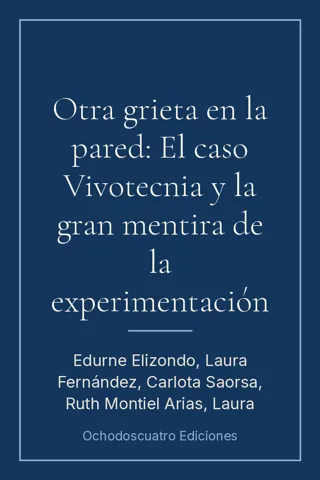 Otra grieta en la
pared: El caso
Vivotecnia y la
gran mentira de
la
experimentación
Edurne Elizondo, Laura
Fernández, Carlota Saorsa,
Ruth Montiel Arias, Laura
Ochodoscuatro Ediciones